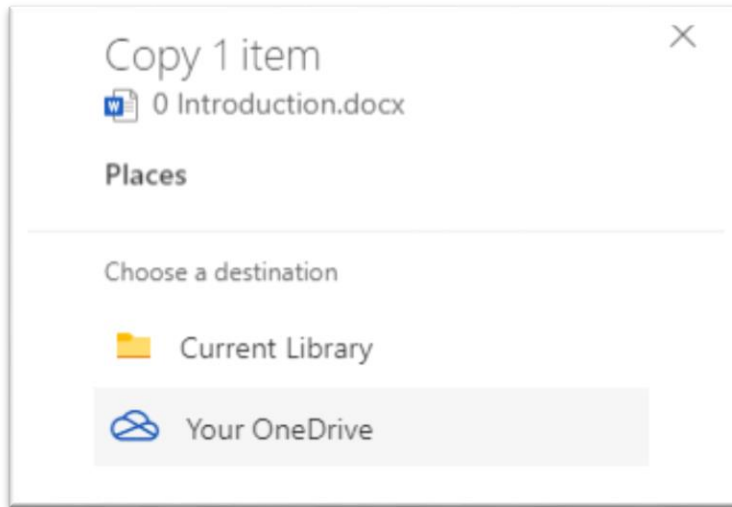 Copy 1 item
0 Introduction.docx
Places
Choose a destination
Current Library
Your OneDrive